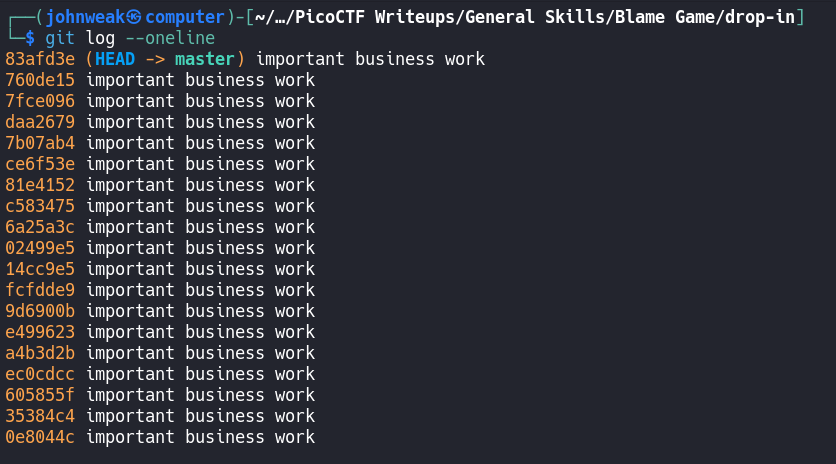 ┌──(johnweak㉿computer)-[~/…/PicoCTF Writeups/General Skills/Blame Game/drop-in]
└─$ git log --oneline
83afd3e (HEAD -> master) important business work
760de15 important business work
7fce096 important business work
daa2679 important business work
7b07ab4 important business work
ce6f53e important business work
81e4152 important business work
c583475 important business work
6a25a3c important business work
02499e5 important business work
14cc9e5 important business work
fcfdde9 important business work
9d6900b important business work
e499623 important business work
a4b3d2b important business work
ec0cdcc important business work
605855f important business work
35384c4 important business work
0e8044c important business work